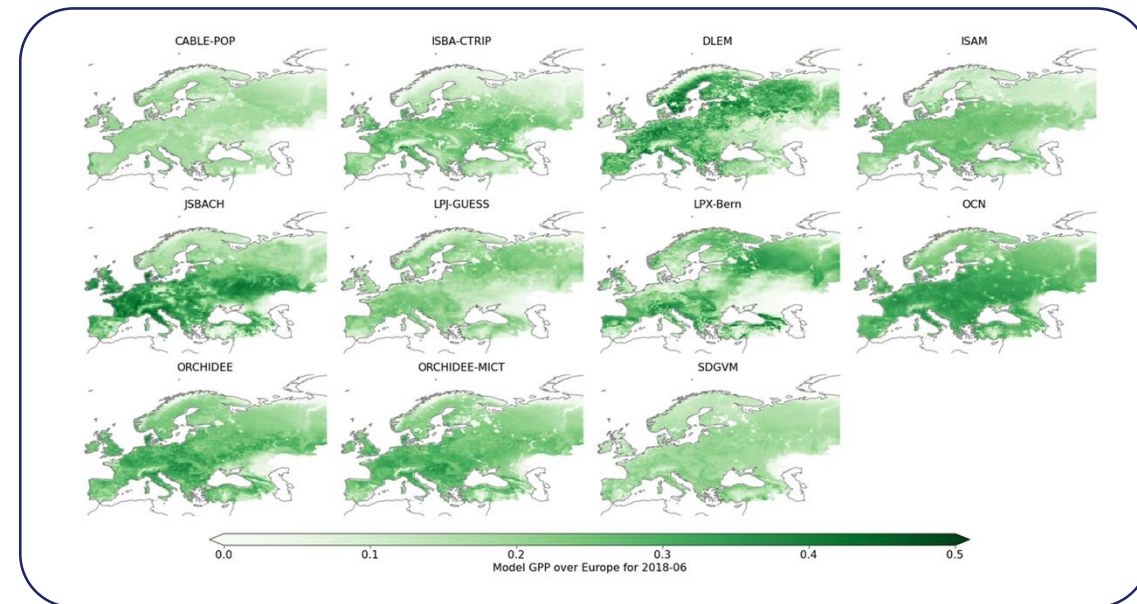 CABLE-POP ISBA-CTRIP DLEM ISAM
JSBACH LPJ-GUESS LPX-Bern OCN
ORCHIDEE ORCHIDEE-MICT SDGVM
0.0 0.1 0.2 0.3 0.4 0.5
Model GPP over Europe for 2018-06